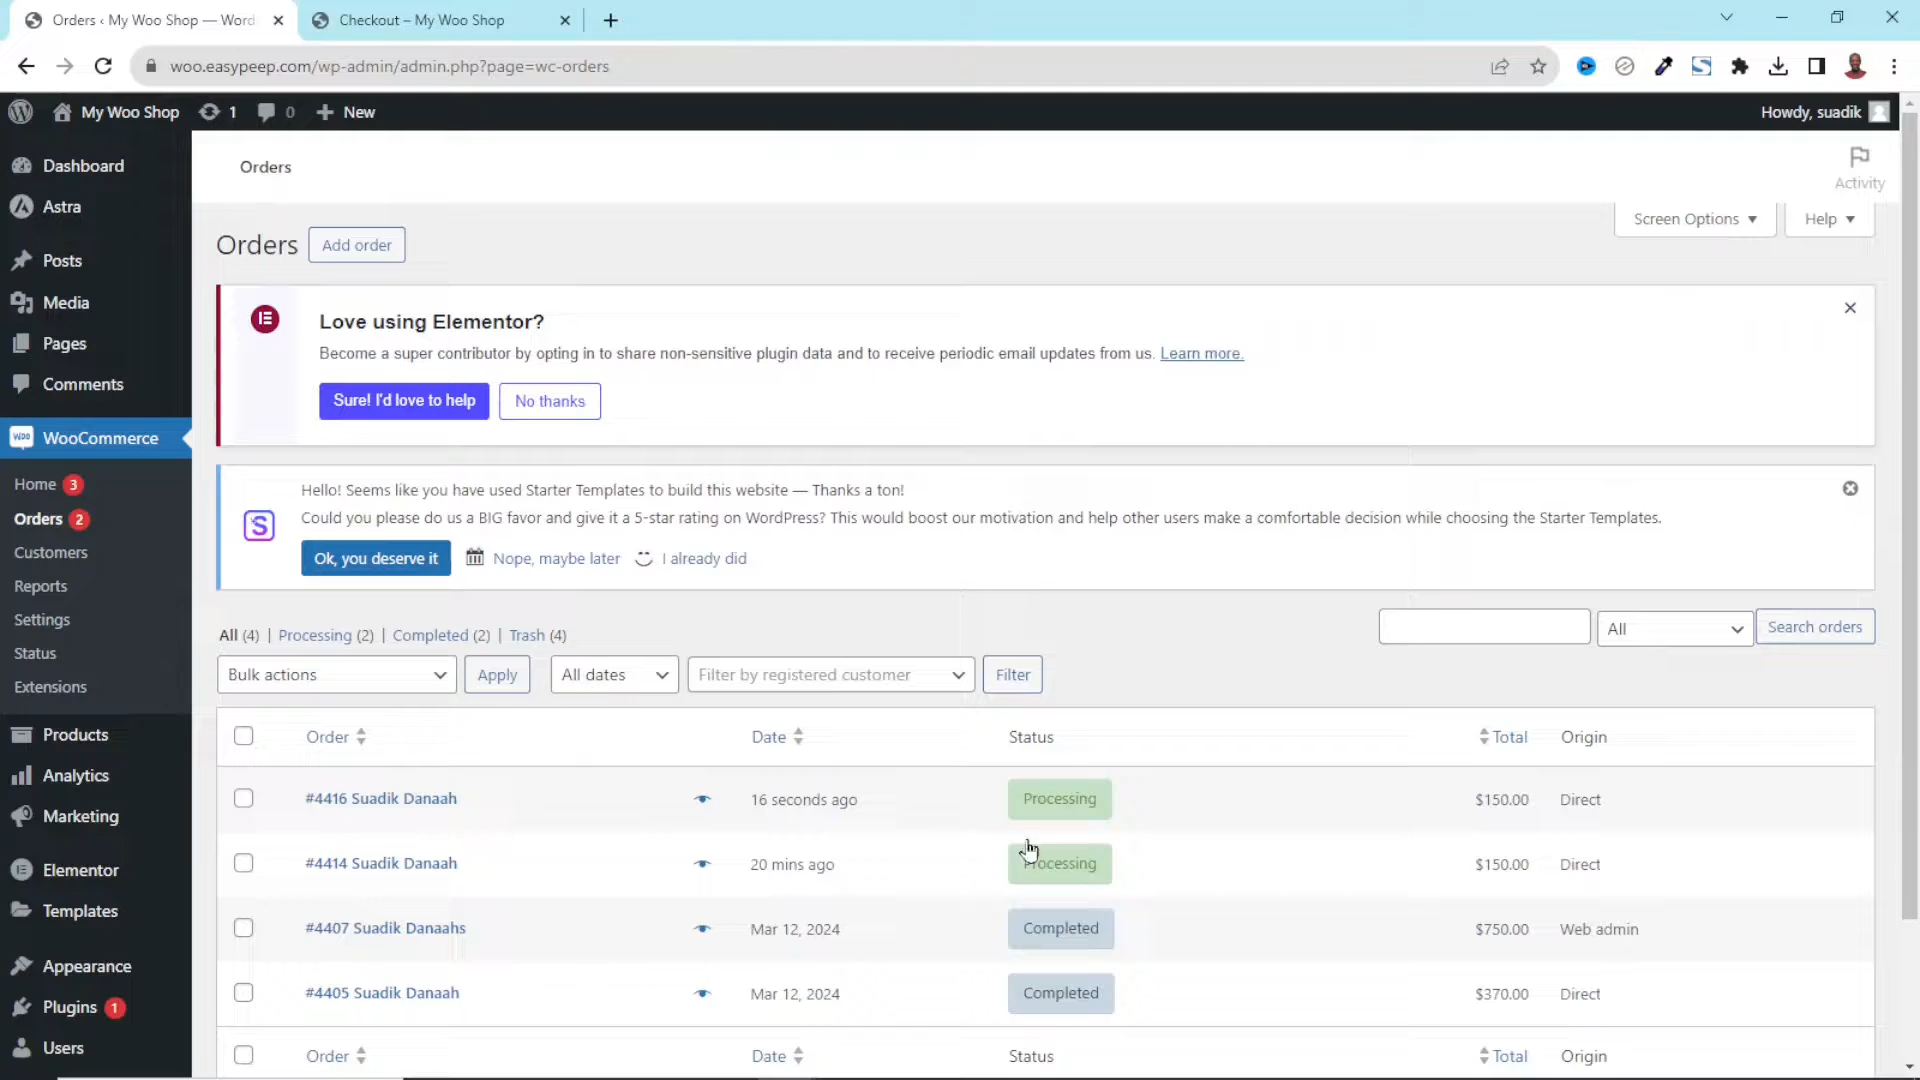 Orders ‹ My Woo Shop — Word
Checkout – My Woo Shop
woo.easypeep.com/wp-admin/admin.php?page=wc-orders
My Woo Shop
1
0
New
Howdy, suadik
Dashboard
Astra
Posts
Media
Pages
Comments
WooCommerce
Home 3
Orders 2
Customers
Reports
Settings
Status
Extensions
Products
Analytics
Marketing
Elementor
Templates
Appearance
Plugins 1
Users
Orders
Activity
Screen Options
Help
Orders
Add order
Love using Elementor?
Become a super contributor by opting in to share non-sensitive plugin data and to receive periodic email updates from us. Learn more.
Sure! I'd love to help
No thanks
Hello! Seems like you have used Starter Templates to build this website — Thanks a ton!
Could you please do us a BIG favor and give it a 5-star rating on WordPress? This would boost our motivation and help other users make a comfortable decision while choosing the Starter Templates.
Ok, you deserve it
Nope, maybe later
I already did
All (4) | Processing (2) | Completed (2) | Trash (4)
All
Search orders
Bulk actions
Apply
All dates
Filter by registered customer
Filter
Order Date Status Total Origin
#4416 Suadik Danaah 16 seconds ago Processing $150.00 Direct
#4414 Suadik Danaah 20 mins ago Processing $150.00 Direct
#4407 Suadik Danaahs Mar 12, 2024 Completed $750.00 Web admin
#4405 Suadik Danaah Mar 12, 2024 Completed $370.00 Direct
Order Date Status Total Origin